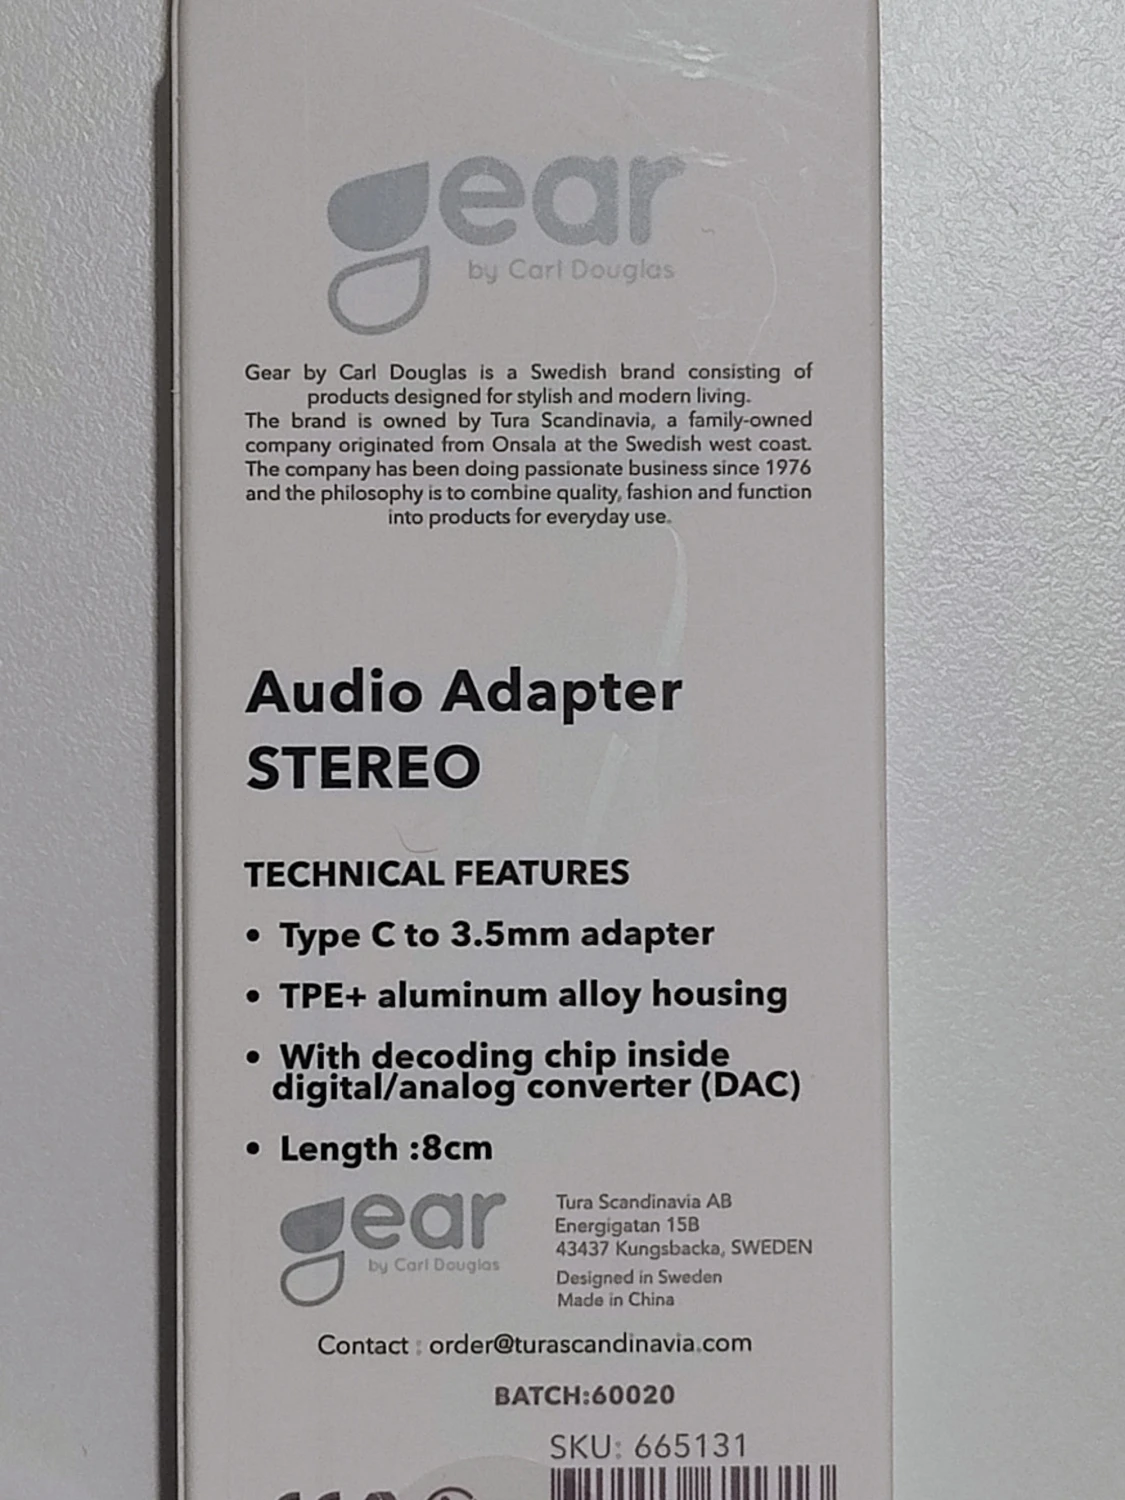 gear
by Carl Douglas
Gear by Carl Douglas is a Swedish brand consisting of
products designed for stylish and modern living.
The brand is owned by Tura Scandinavia, a family-owned
company originated from Onsala at the Swedish west coast.
The company has been doing passionate business since 1976
and the philosophy is to combine quality, fashion and function
into products for everyday use.
Audio Adapter
STEREO
TECHNICAL FEATURES
• Type C to 3.5mm adapter
• TPE+ aluminum alloy housing
• With decoding chip inside
digital/analog converter (DAC)
• Length :8cm
gear
by Carl Douglas
Tura Scandinavia AB
Energigatan 15B
43437 Kungsbacka, SWEDEN
Designed in Sweden
Made in China
Contact : order@turascandinavia.com
BATCH:60020
SKU: 665131